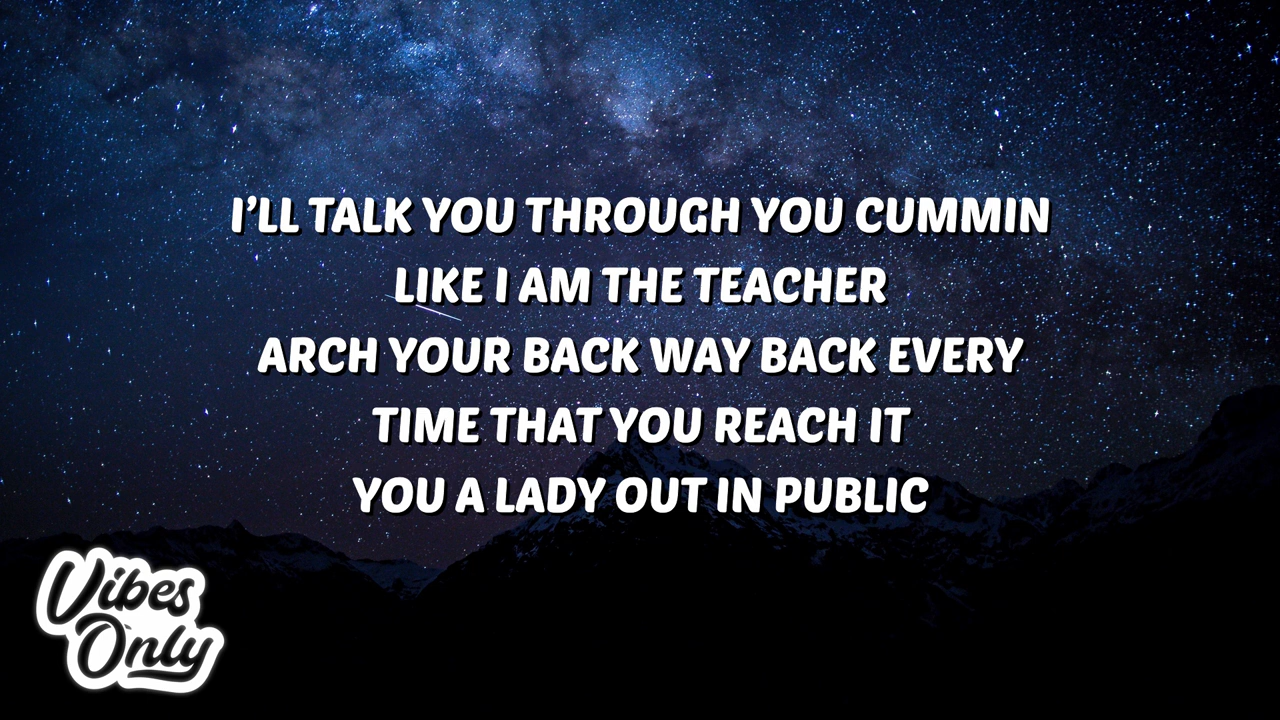 I'LL TALK YOU THROUGH YOU CUMMIN
LIKE I AM THE TEACHER
ARCH YOUR BACK WAY BACK EVERY
TIME THAT YOU REACH IT
YOU A LADY OUT IN PUBLIC
Vibes
Only